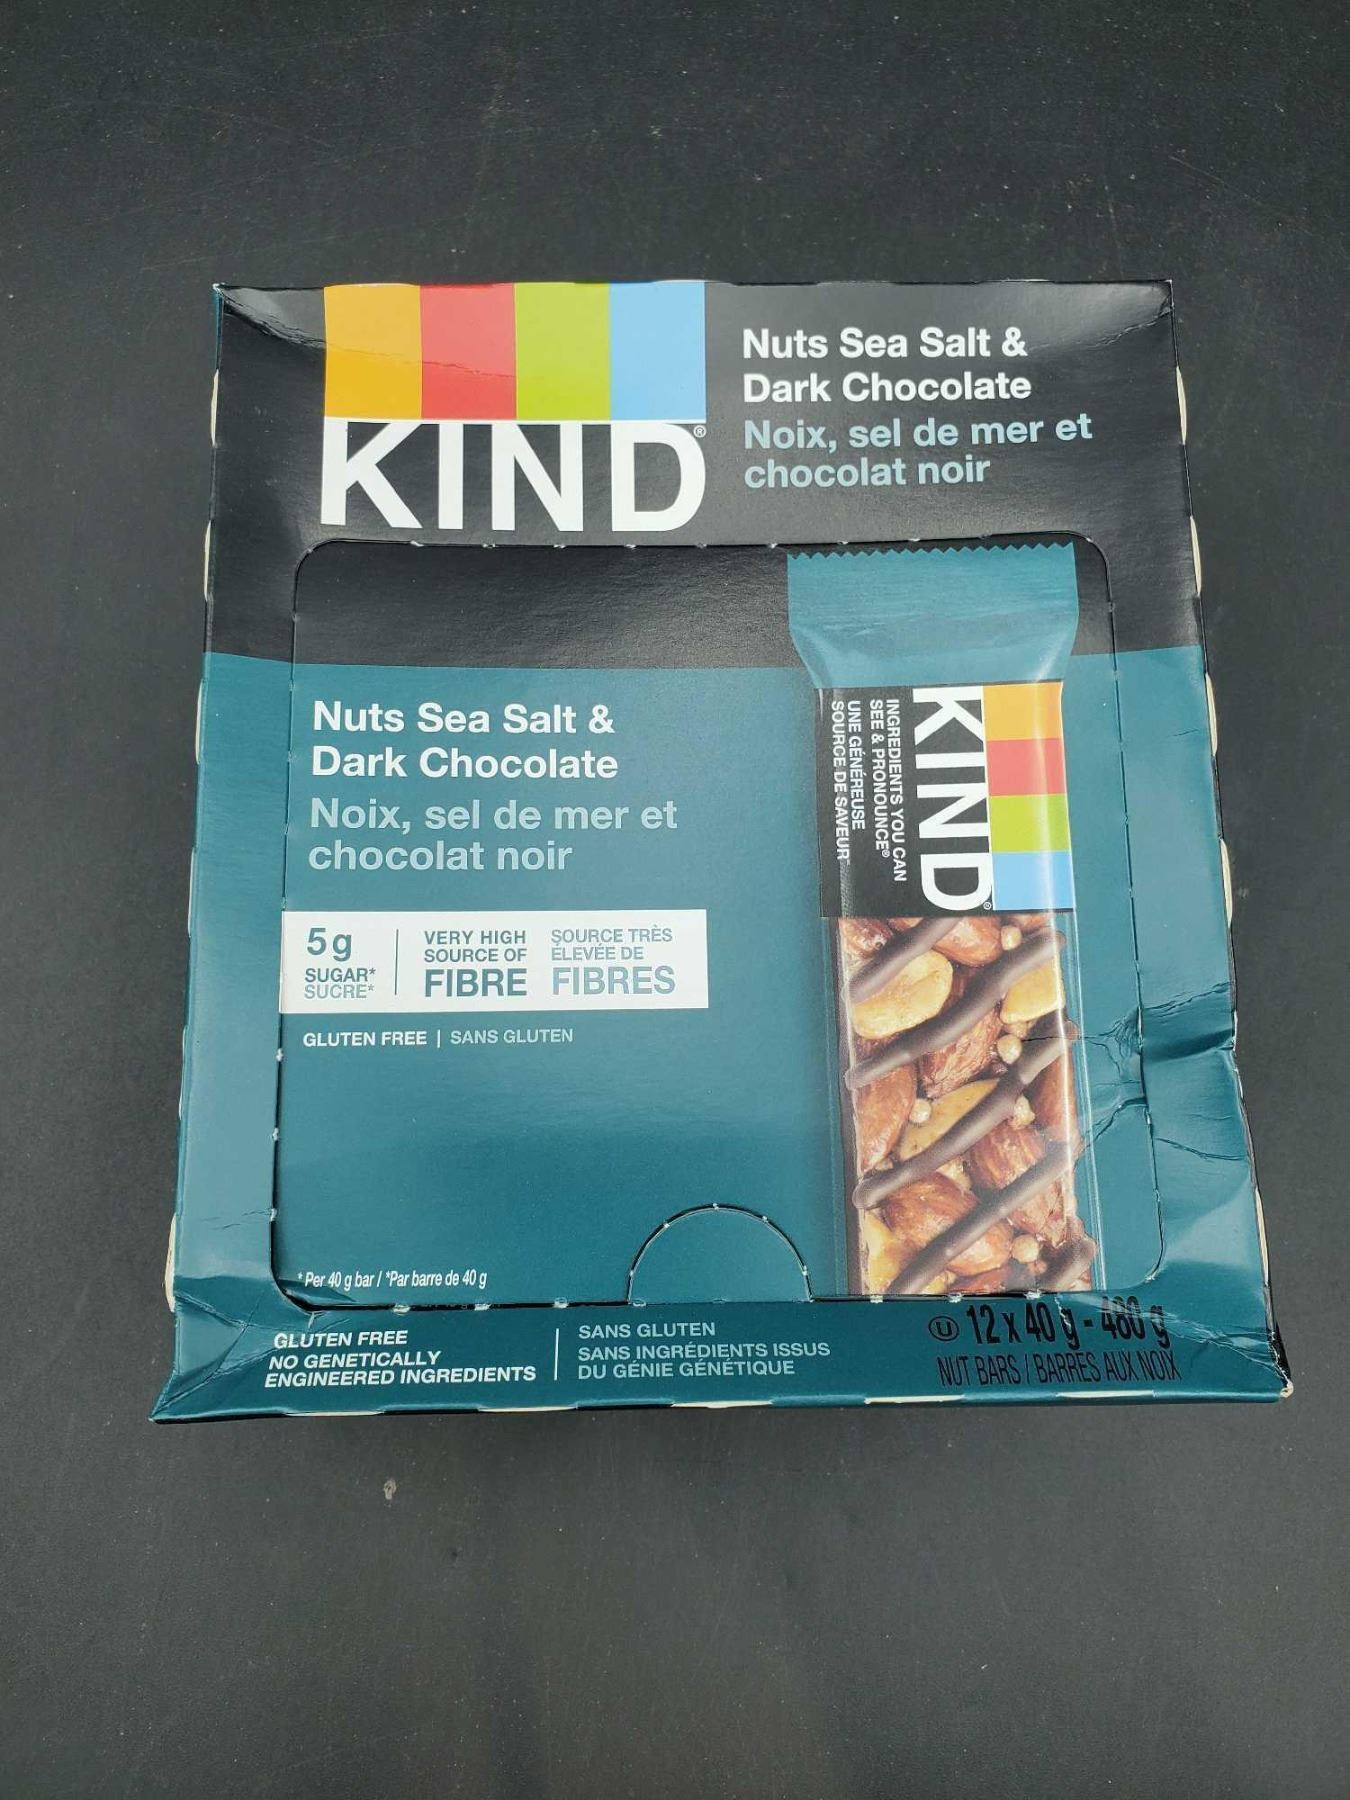 KIND®
Nuts Sea Salt &
Dark Chocolate
Noix, sel de mer et
chocolat noir
Nuts Sea Salt &
Dark Chocolate
Noix, sel de mer et
chocolat noir
5g
SUGAR*
SUCRE*
VERY HIGH
SOURCE OF
FIBRE
SOURCE TRÈS
ÉLEVÉE DE
FIBRES
GLUTEN FREE | SANS GLUTEN
KIND®
INGREDIENTS YOU CAN
SEE & PRONOUNCE®
UNE GÉNÉREUSE
SOURCE DE SAVEUR™
* Per 40 g bar / *Par barre de 40 g
GLUTEN FREE
NO GENETICALLY
ENGINEERED INGREDIENTS
SANS GLUTEN
SANS INGRÉDIENTS ISSUS
DU GÉNIE GÉNÉTIQUE
U 12 x 40 g - 480 g
NUT BARS / BARRES AUX NOIX